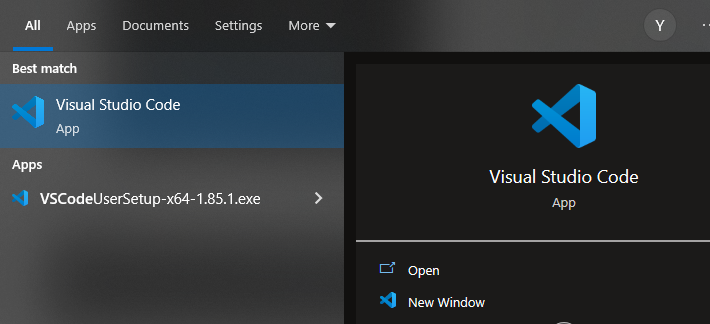 All Apps Documents Settings More Y
Best match
Visual Studio Code
App
Apps
VSCodeUserSetup-x64-1.85.1.exe
Visual Studio Code
App
Open
New Window